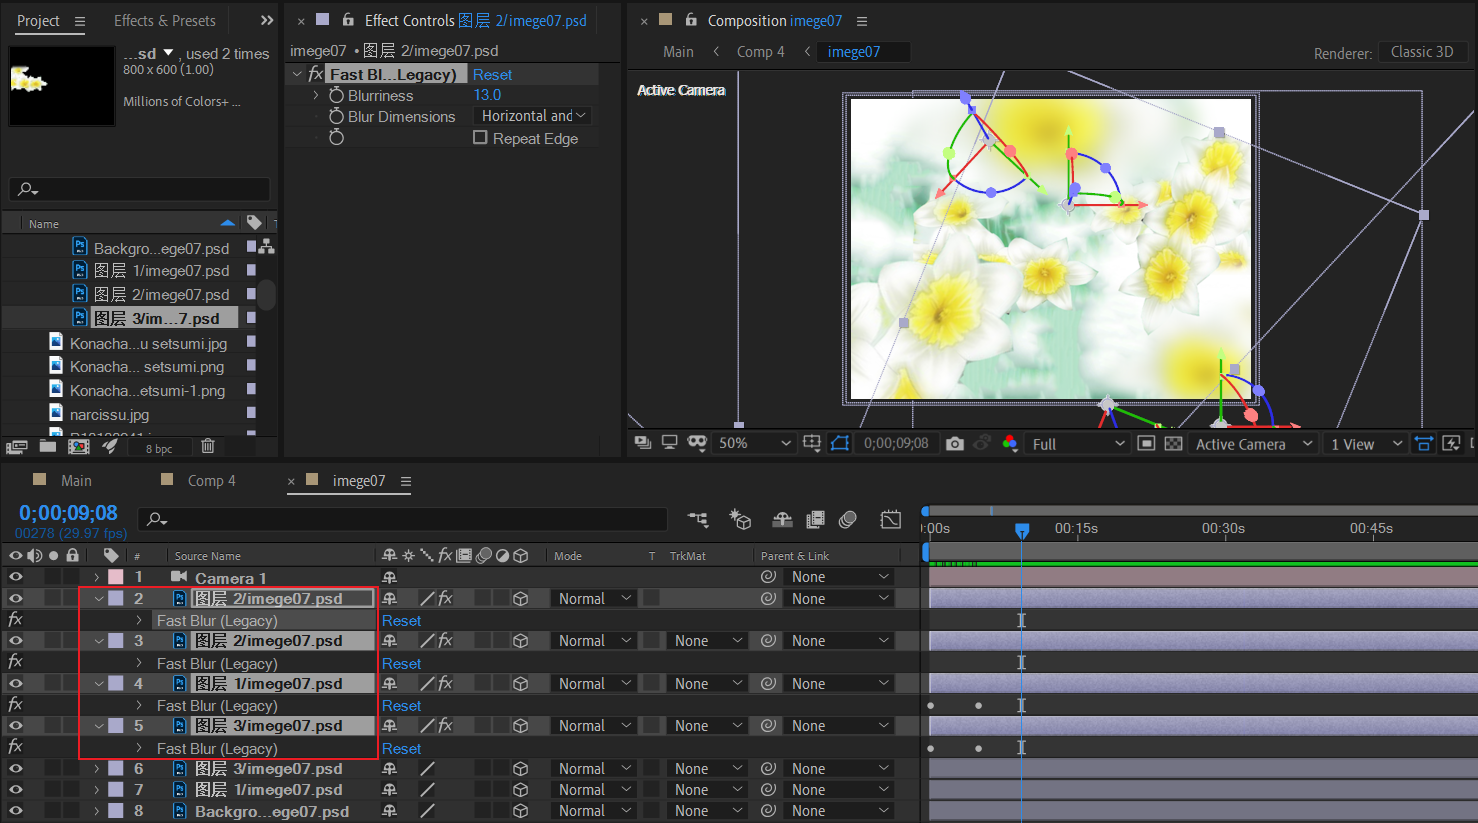 Project
Effects & Presets
...sd , used 2 times
800 x 600 (1.00)
Millions of Colors+ ...
Name
Backgro...ege07.psd
图层 1/imege07.psd
图层 2/imege07.psd
图层 3/im...7.psd
Konacha...u setsumi.jpg
Konacha... setsumi.png
Konacha...etsumi-1.png
narcissu.jpg
8 bpc
Effect Controls 图层 2/imege07.psd
imege07 • 图层 2/imege07.psd
fx Fast Bl...Legacy) Reset
Blurriness 13.0
Blur Dimensions Horizontal and
Repeat Edge
Composition imege07
Main < Comp 4 < imege07
Renderer: Classic 3D
Active Camera
50% 0;00;09;08 Full Active Camera 1 View
Main Comp 4 × imege07
0;00;09;08
00278 (29.97 fps)
:00s 00:15s 00:30s 00:45s
# Source Name fx Mode T TrkMat Parent & Link
1 Camera 1 None
2 图层 2/imege07.psd fx Normal None
fx Fast Blur (Legacy) Reset
3 图层 2/imege07.psd fx Normal None None
fx Fast Blur (Legacy) Reset
4 图层 1/imege07.psd fx Normal None None
fx Fast Blur (Legacy) Reset
5 图层 3/imege07.psd fx Normal None None
fx Fast Blur (Legacy) Reset
6 图层 3/imege07.psd Normal None None
7 图层 1/imege07.psd Normal None None
8 Backgro...ege07.psd Normal None None